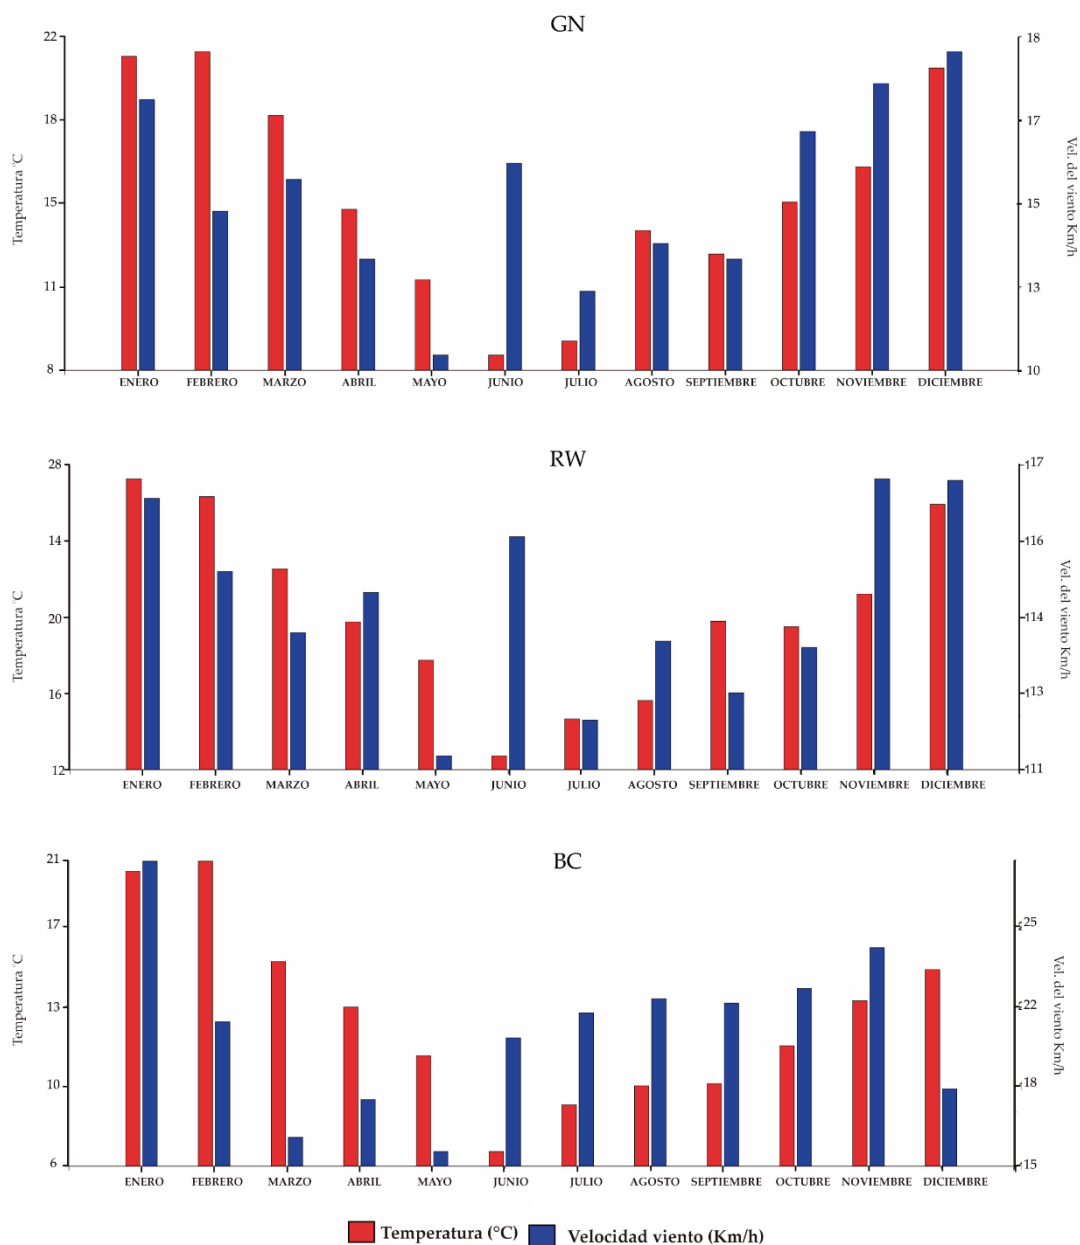 GN
22
18
15
11
8
Temperatura °C
18
17
15
13
10
Vel. del viento Km/h
ENERO FEBRERO MARZO ABRIL MAYO JUNIO JULIO AGOSTO SEPTIEMBRE OCTUBRE NOVIEMBRE DICIEMBRE
RW
28
14
20
16
12
Temperatura °C
117
116
114
113
111
Vel. del viento Km/h
ENERO FEBRERO MARZO ABRIL MAYO JUNIO JULIO AGOSTO SEPTIEMBRE OCTUBRE NOVIEMBRE DICIEMBRE
BC
21
17
13
10
6
Temperatura °C
25
22
18
15
Vel. del viento Km/h
ENERO FEBRERO MARZO ABRIL MAYO JUNIO JULIO AGOSTO SEPTIEMBRE OCTUBRE NOVIEMBRE DICIEMBRE
Temperatura (°C) Velocidad viento (Km/h)